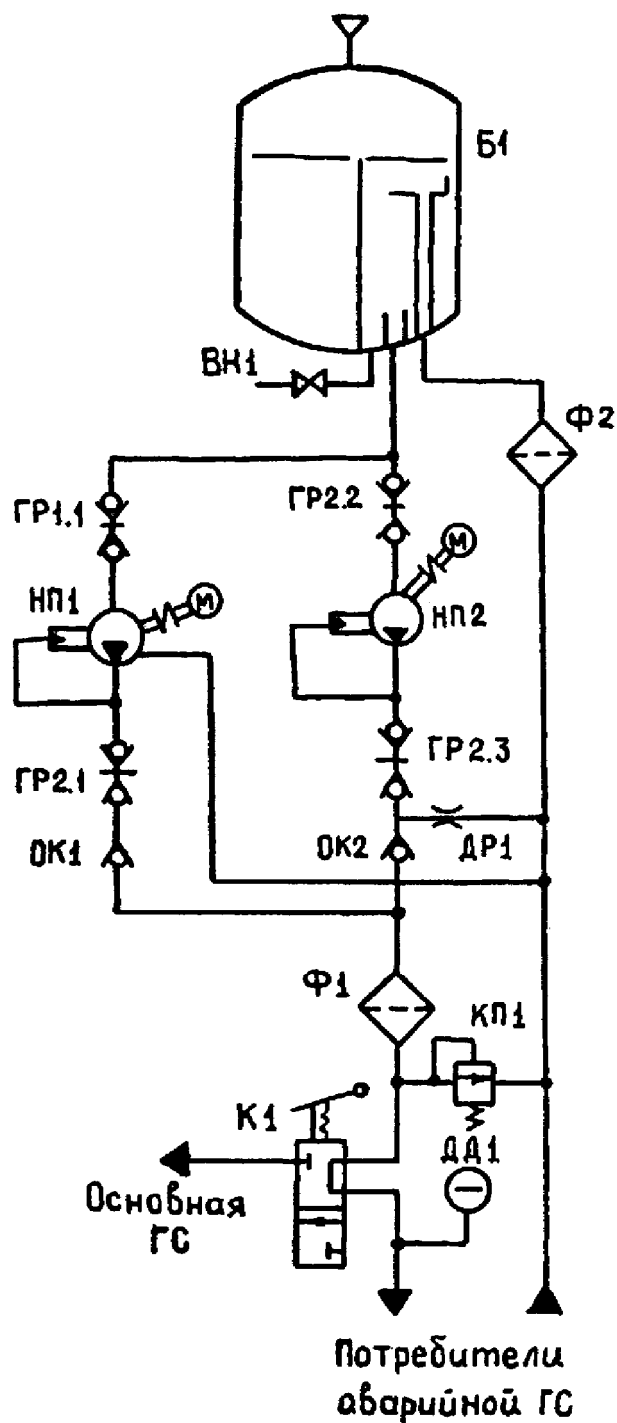 Б1
ВН1
Ф2
ГР1.1
ГР2.2
М
НП1
М
НП2
ГР2.1
ГР2.3
ОК1
ОК2
ДР1
Ф1
КП1
К1
ДД1
Основная
ГС
Потребители
аварийной ГС